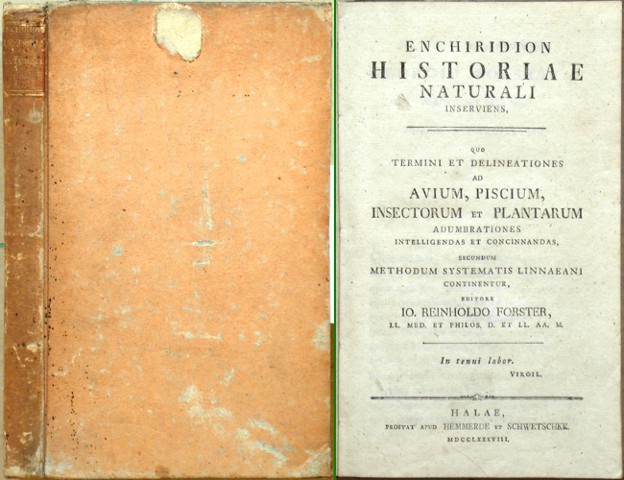 ENCHIRIDION
HISTORIAE
NATURALI
INSERVIENS,
QUO
TERMINI ET DELINEATIONES
AD
AVIUM, PISCIUM,
INSECTORUM ET PLANTARUM
ADUMBRATIONES
INTELLIGENDAS ET CONCINNANDAS,
SECUNDUM
METHODUM SYSTEMATIS LINNAEANI
CONTINENTUR,
EDITORE
IO. REINHOLDO FORSTER,
LL. MED. ET PHILOS. D. ET LL. AA. M.
In tenui labor.
VIRGIL.
HALAE,
PROSTAT APUD HEMMERDE ET SCHWETSCHKE.
MDCCLXXXVIII.